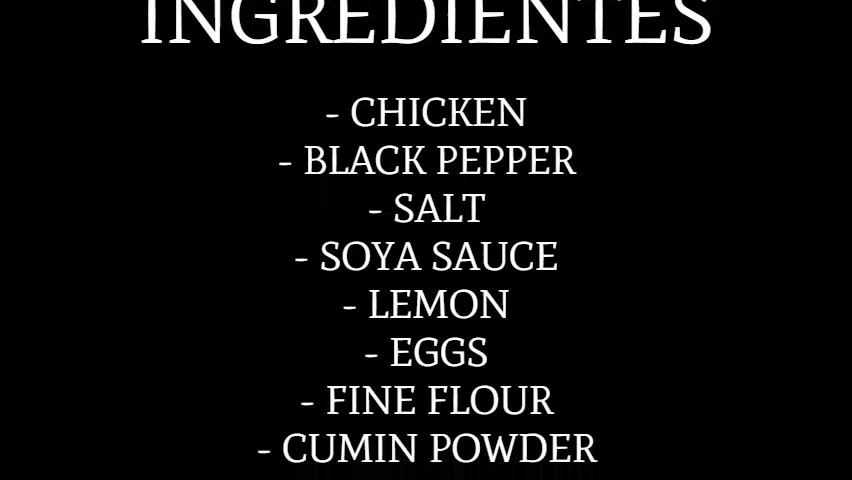 INGREDIENTES
- CHICKEN
- BLACK PEPPER
- SALT
- SOYA SAUCE
- LEMON
- EGGS
- FINE FLOUR
- CUMIN POWDER